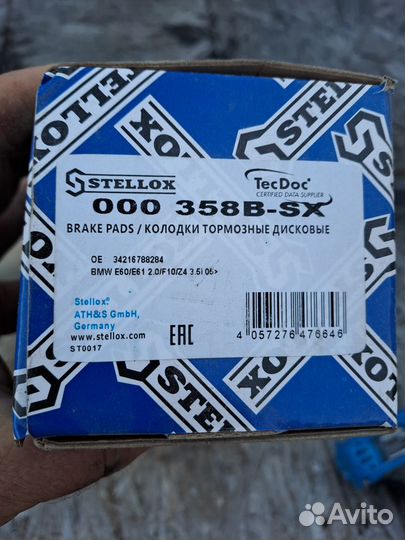 STELLOX
TecDoc
CERTIFIED DATA SUPPLIER
000 358B-SX
BRAKE PADS / КОЛОДКИ ТОРМОЗНЫЕ ДИСКОВЫЕ
OE 34216788284
BMW E60/E61 2.0/F10/Z4 3.5i 05>
Stellox®
ATH&S GmbH,
Germany
www.stellox.com
ST0017
EAC
4 057276 476646
Avito